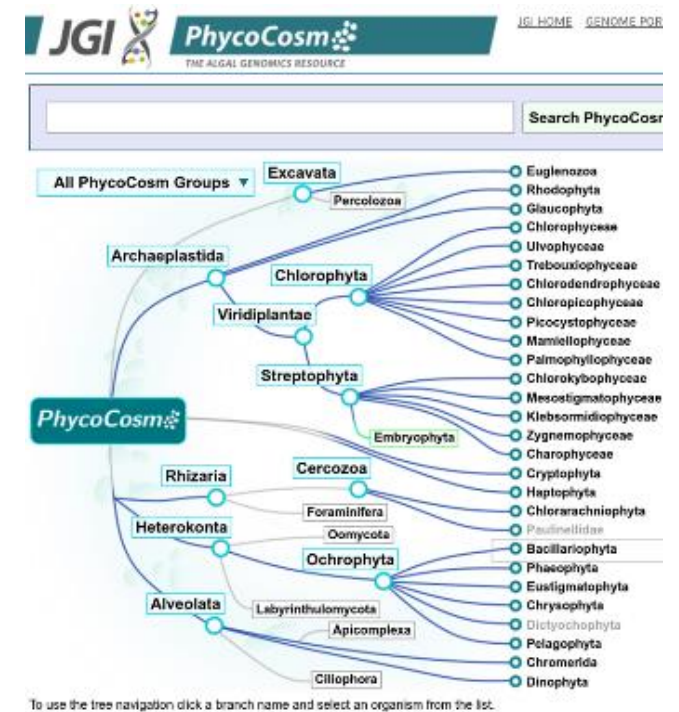 JGI PhycoCosm
THE ALGAL GENOMICS RESOURCE
JGI HOME GENOME POR
Search PhycoCosr
All PhycoCosm Groups ▼
Excavata
Percolozoa
Archaeplastida
Chlorophyta
Viridiplantae
Streptophyta
Embryophyta
PhycoCosm
Rhizaria
Cercozoa
Foraminifera
Heterokonta
Oomycota
Ochrophyta
Labyrinthulomycota
Alveolata
Apicomplexa
Ciliophora
Euglenozoa
Rhodophyta
Glaucophyta
Chlorophyceae
Ulvophyceae
Trebouxiophyceae
Chlorodendrophyceae
Chloropicophyceae
Picocystophyceae
Mamiellophyceae
Palmophyllophyceae
Chlorokybophyceae
Mesostigmatophyceae
Klebsormidiophyceae
Zygnemophyceae
Charophyceae
Cryptophyta
Haptophyta
Chlorarachniophyta
Paulinellidae
Bacillariophyta
Phaeophyta
Eustigmatophyta
Chrysophyta
Dictyochophyta
Pelagophyta
Chromerida
Dinophyta
To use the tree navigation click a branch name and select an organism from the list.